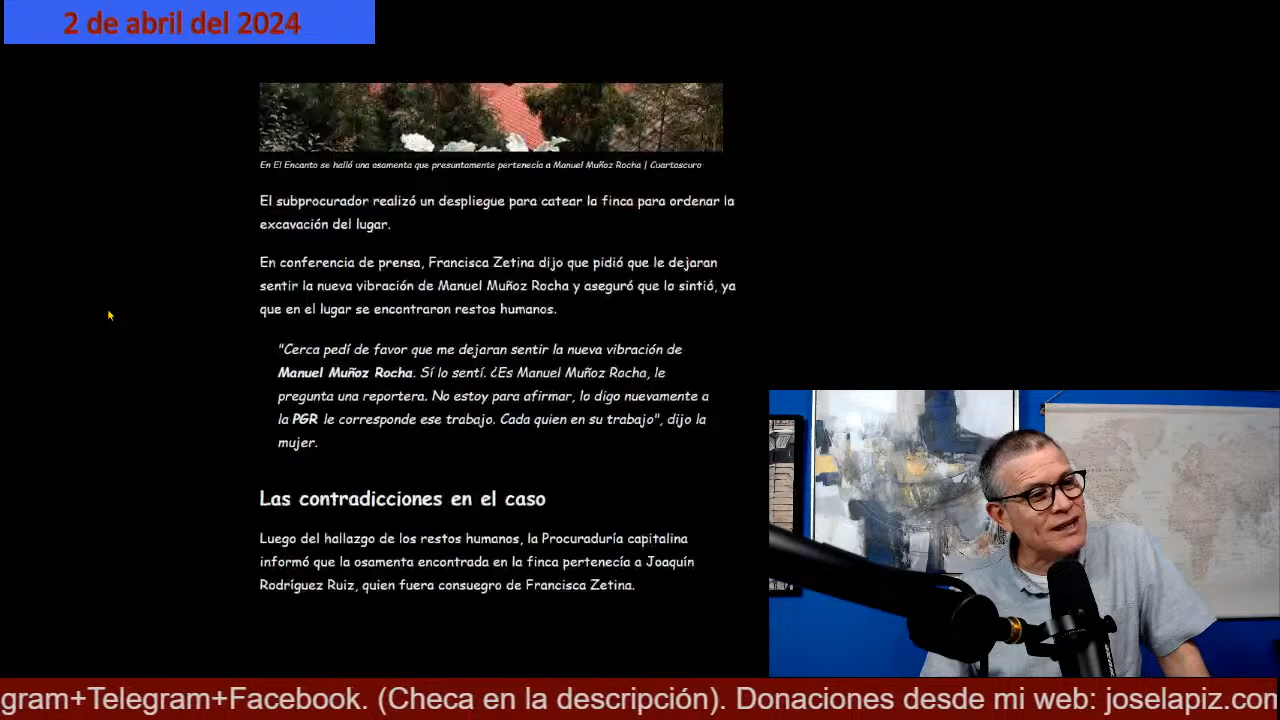 2 de abril del 2024
En El Encanto se halló una osamenta que presuntamente pertenecía a Manuel Muñoz Rocha | Cuartoscuro
El subprocurador realizó un despliegue para catear la finca para ordenar la
excavación del lugar.
En conferencia de prensa, Francisca Zetina dijo que pidió que le dejaran
sentir la nueva vibración de Manuel Muñoz Rocha y aseguró que lo sintió, ya
que en el lugar se encontraron restos humanos.
"Cerca pedí de favor que me dejaran sentir la nueva vibración de
Manuel Muñoz Rocha. Sí lo sentí. ¿Es Manuel Muñoz Rocha, le
pregunta una reportera. No estoy para afirmar, lo digo nuevamente a
la PGR le corresponde ese trabajo. Cada quien en su trabajo", dijo la
mujer.
Las contradicciones en el caso
Luego del hallazgo de los restos humanos, la Procuraduría capitalina
informó que la osamenta encontrada en la finca pertenecía a Joaquín
Rodríguez Ruiz, quien fuera consuegro de Francisca Zetina.
gram+Telegram+Facebook. (Checa en la descripción). Donaciones desde mi web: joselapiz.com